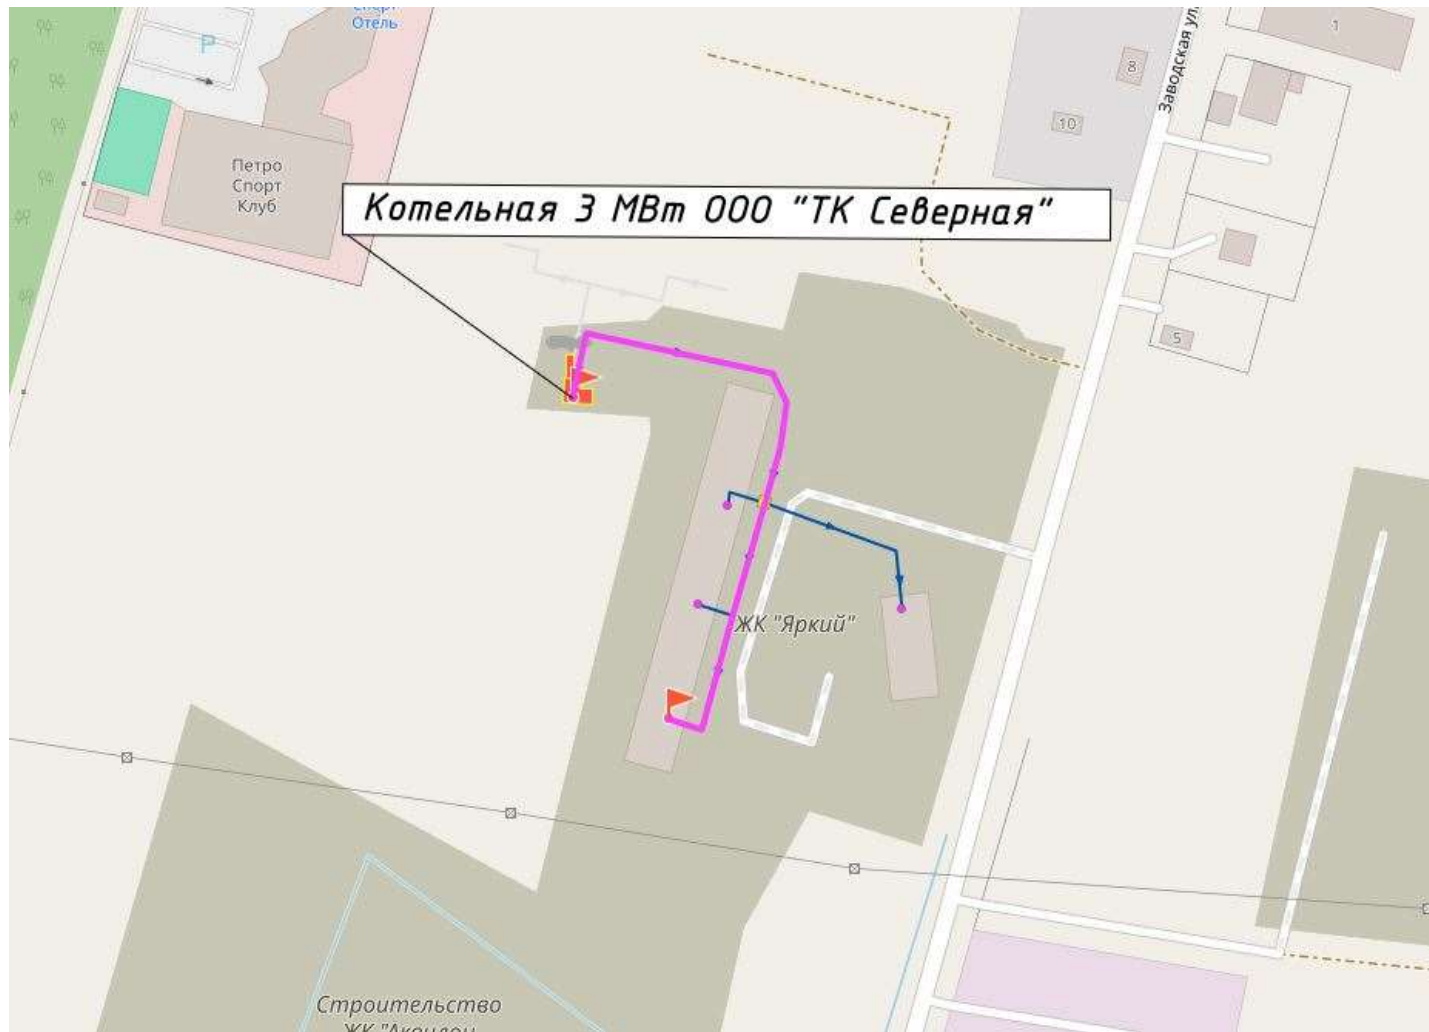 Отель
P
1
Заводская ул.
8
10
Петро
Спорт
Клуб
Котельная 3 МВт ООО "ТК Северная"
5
ЖК "Яркий"
Строительство